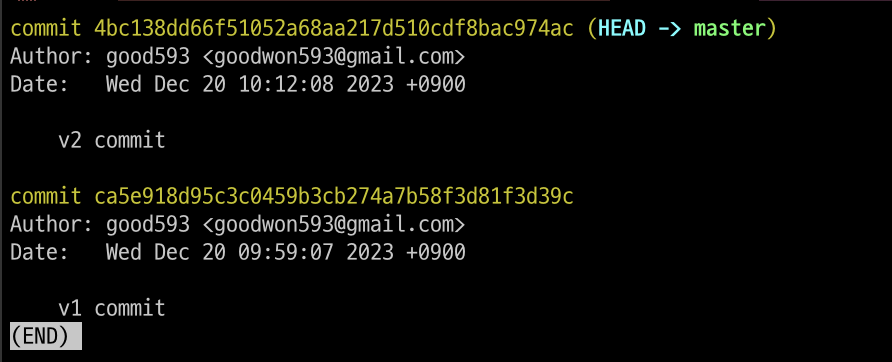 commit 4bc138dd66f51052a68aa217d510cdf8bac974ac (HEAD -> master)
Author: good593 <goodwon593@gmail.com>
Date:   Wed Dec 20 10:12:08 2023 +0900
    v2 commit
commit ca5e918d95c3c0459b3cb274a7b58f3d81f3d39c
Author: good593 <goodwon593@gmail.com>
Date:   Wed Dec 20 09:59:07 2023 +0900
    v1 commit
(END)